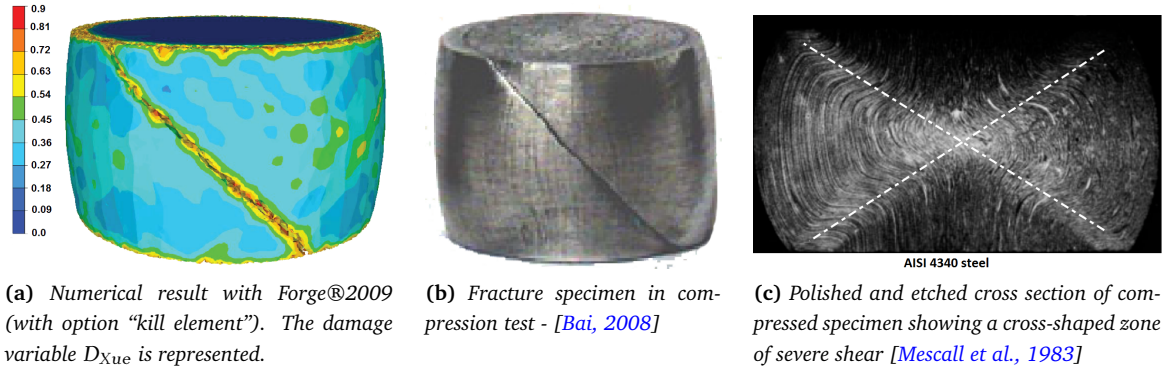 0.9
0.81
0.72
0.63
0.54
0.45
0.36
0.27
0.18
0.09
0.0
AISI 4340 steel
(a) Numerical result with Forge®2009
(with option “kill element”). The damage
variable DXue is represented.
(b) Fracture specimen in com-
pression test - [Bai, 2008]
(c) Polished and etched cross section of com-
pressed specimen showing a cross-shaped zone
of severe shear [Mescall et al., 1983]